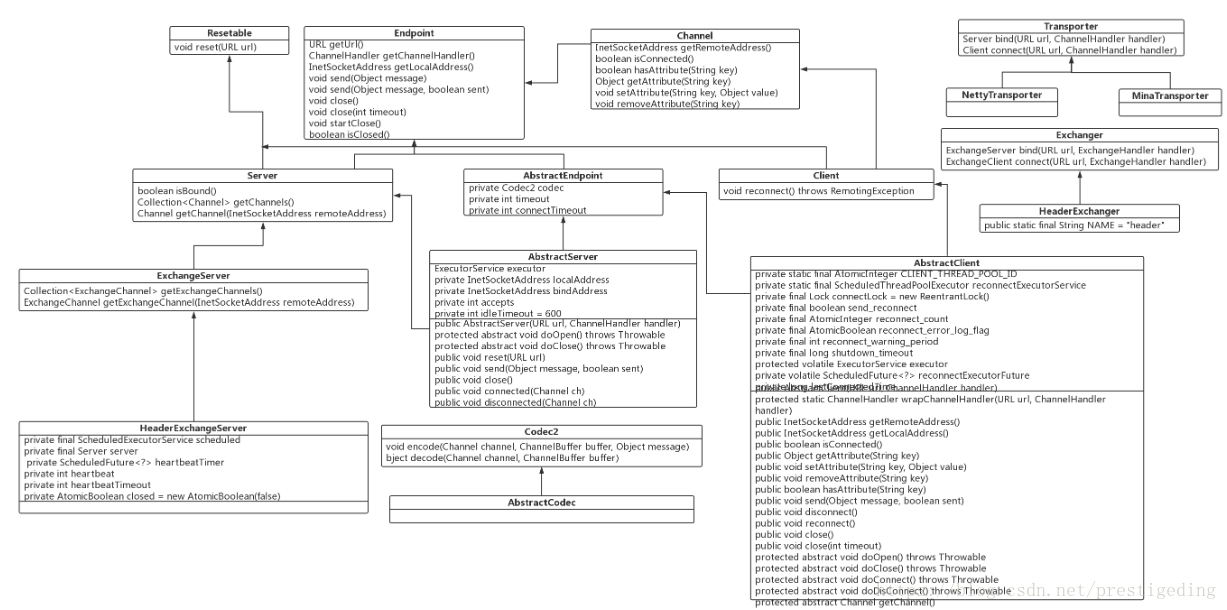 Resetable
void reset(URL url)
Endpoint
URL getUrl()
ChannelHandler getChannelHandler()
InetSocketAddress getLocalAddress()
void send(Object message)
void send(Object message, boolean sent)
void close()
void close(int timeout)
void startClose()
boolean isClosed()
Channel
InetSocketAddress getRemoteAddress()
boolean isConnected()
boolean hasAttribute(String key)
Object getAttribute(String key)
void setAttribute(String key, Object value)
void removeAttribute(String key)
Transporter
Server bind(URL url, ChannelHandler handler)
Client connect(URL url, ChannelHandler handler)
NettyTransporter
MinaTransporter
Exchanger
ExchangeServer bind(URL url, ExchangeHandler handler)
ExchangeClient connect(URL url, ExchangeHandler handler)
HeaderExchanger
public static final String NAME = "header"
Server
boolean isBound()
Collection<Channel> getChannels()
Channel getChannel(InetSocketAddress remoteAddress)
AbstractEndpoint
private Codec2 codec
private int timeout
private int connectTimeout
Client
void reconnect() throws RemotingException
ExchangeServer
Collection<ExchangeChannel> getExchangeChannels()
ExchangeChannel getExchangeChannel(InetSocketAddress remoteAddress)
AbstractServer
ExecutorService executor
private InetSocketAddress localAddress
private InetSocketAddress bindAddress
private int accepts
private int idleTimeout = 600
public AbstractServer(URL url, ChannelHandler handler)
protected abstract void doOpen() throws Throwable
protected abstract void doClose() throws Throwable
public void reset(URL url)
public void send(Object message, boolean sent)
public void close()
public void connected(Channel ch)
public void disconnected(Channel ch)
AbstractClient
private static final AtomicInteger CLIENT_THREAD_POOL_ID
private static final ScheduledThreadPoolExecutor reconnectExecutorService
private final Lock connectLock = new ReentrantLock()
private final boolean send_reconnect
private final AtomicInteger reconnect_count
private final AtomicBoolean reconnect_error_log_flag
private final int reconnect_warning_period
private final long shutdown_timeout
protected volatile ExecutorService executor
private volatile ScheduledFuture<?> reconnectExecutorFuture
ChannelHandler handler)
protected static ChannelHandler wrapChannelHandler(URL url, ChannelHandler
handler)
public InetSocketAddress getRemoteAddress()
public InetSocketAddress getLocalAddress()
public boolean isConnected()
public Object getAttribute(String key)
public void setAttribute(String key, Object value)
public void removeAttribute(String key)
public boolean hasAttribute(String key)
public void send(Object message, boolean sent)
public void disconnect()
public void reconnect()
public void close()
public void close(int timeout)
protected abstract void doOpen() throws Throwable
protected abstract void doClose() throws Throwable
protected abstract void doConnect() throws Throwable
protected abstract void doDisConnect() throws Throwable
protected abstract Channel getChannel()
HeaderExchangeServer
private final ScheduledExecutorService scheduled
private final Server server
private ScheduledFuture<?> heartbeatTimer
private int heartbeat
private int heartbeatTimeout
private AtomicBoolean closed = new AtomicBoolean(false)
Codec2
void encode(Channel channel, ChannelBuffer buffer, Object message)
bject decode(Channel channel, ChannelBuffer buffer)
AbstractCodec
csdn.net/prestigeding